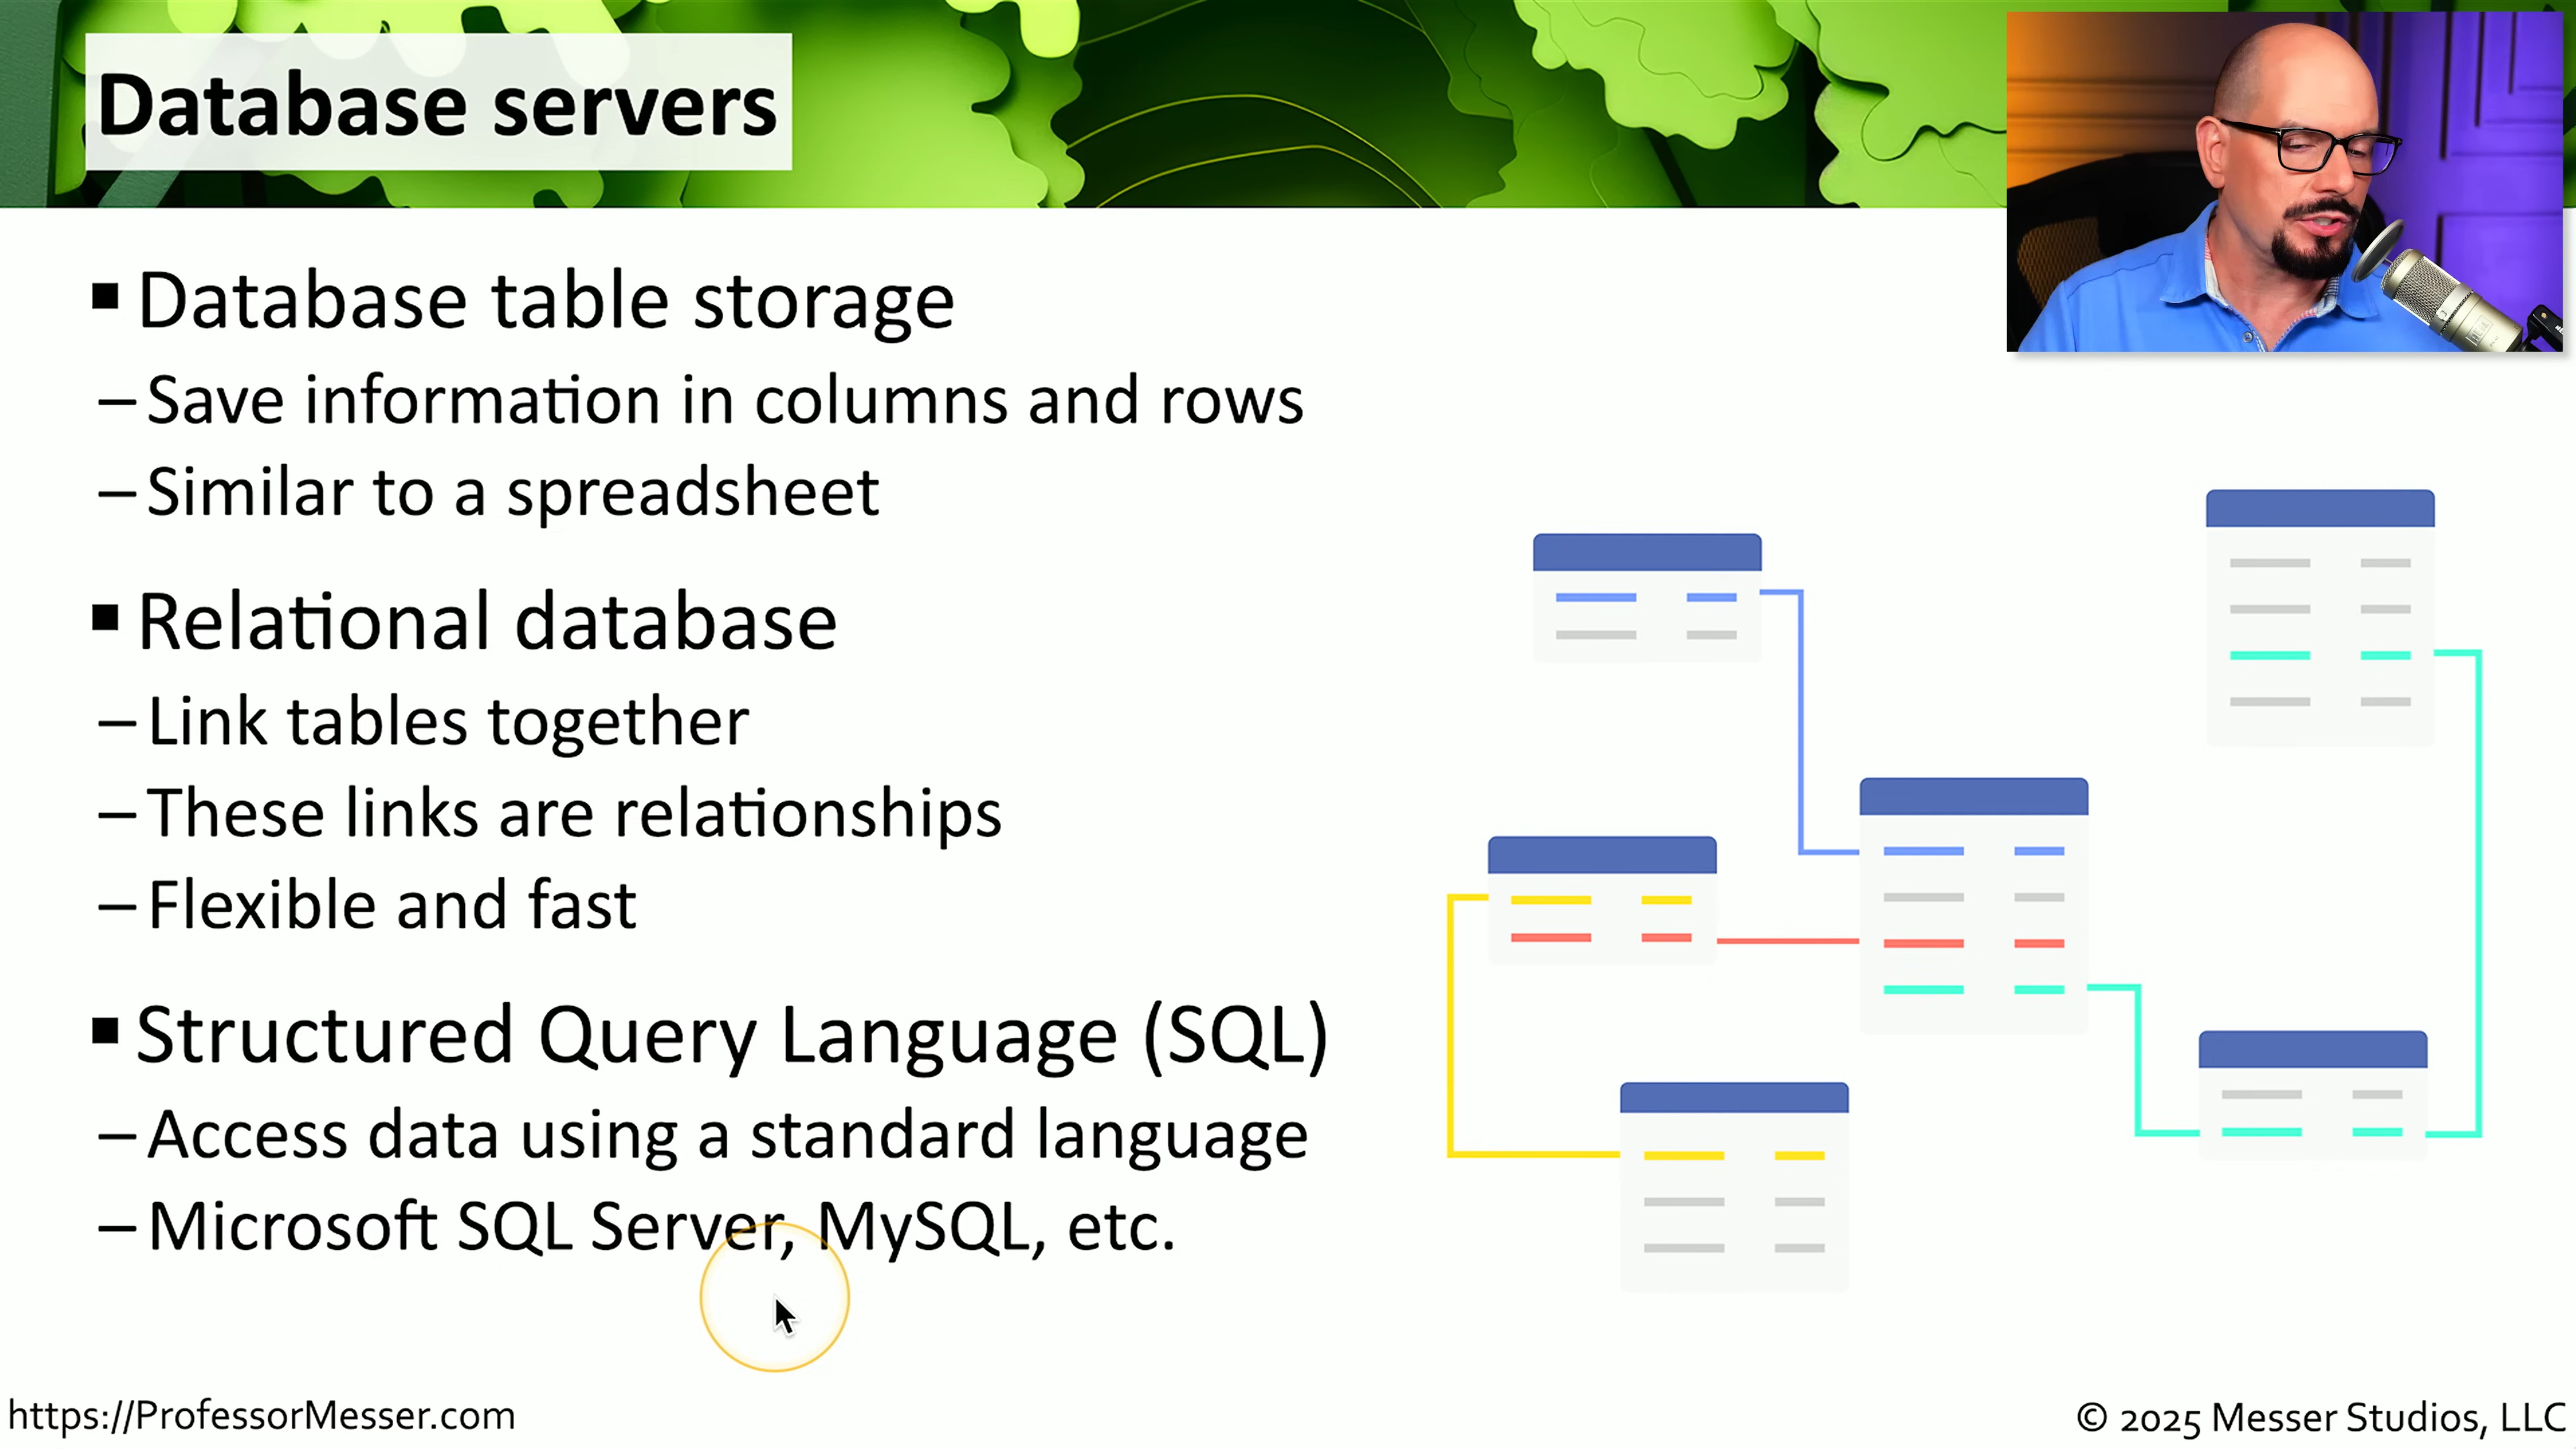 Database servers
▪ Database table storage
– Save information in columns and rows
– Similar to a spreadsheet
▪ Relational database
– Link tables together
– These links are relationships
– Flexible and fast
▪ Structured Query Language (SQL)
– Access data using a standard language
– Microsoft SQL Server, MySQL, etc.
https://ProfessorMesser.com
© 2025 Messer Studios, LLC